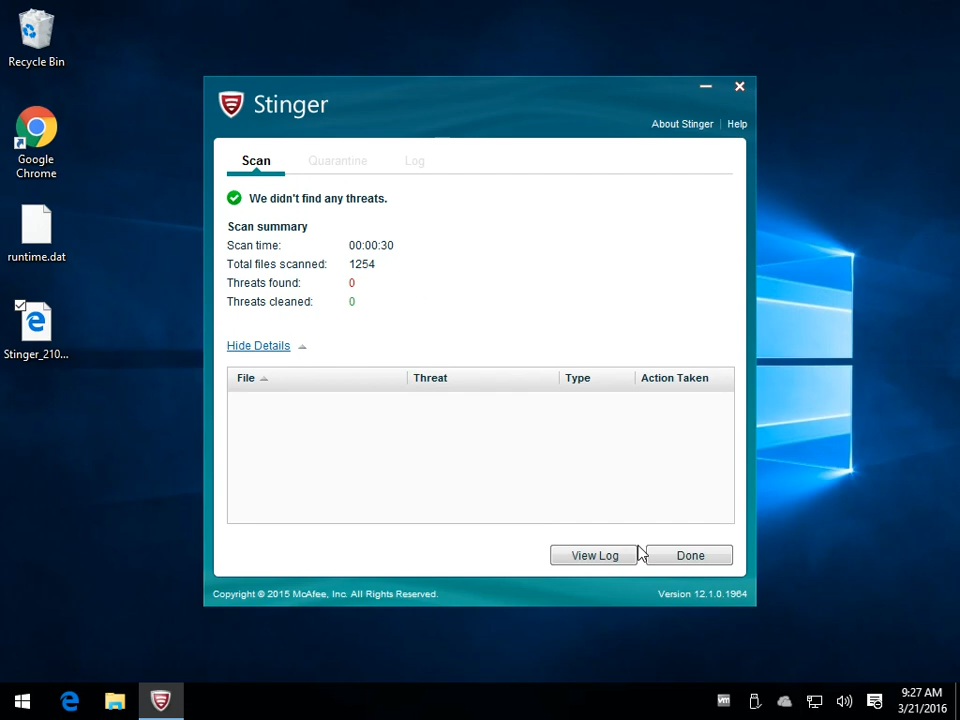 Recycle Bin
Google
Chrome
runtime.dat
Stinger_210...
Stinger
About Stinger | Help
Scan Quarantine Log
We didn't find any threats.
Scan summary
Scan time: 00:00:30
Total files scanned: 1254
Threats found: 0
Threats cleaned: 0
Hide Details
File Threat Type Action Taken
View Log Done
Copyright © 2015 McAfee, Inc. All Rights Reserved. Version 12.1.0.1964
vm
9:27 AM
3/21/2016